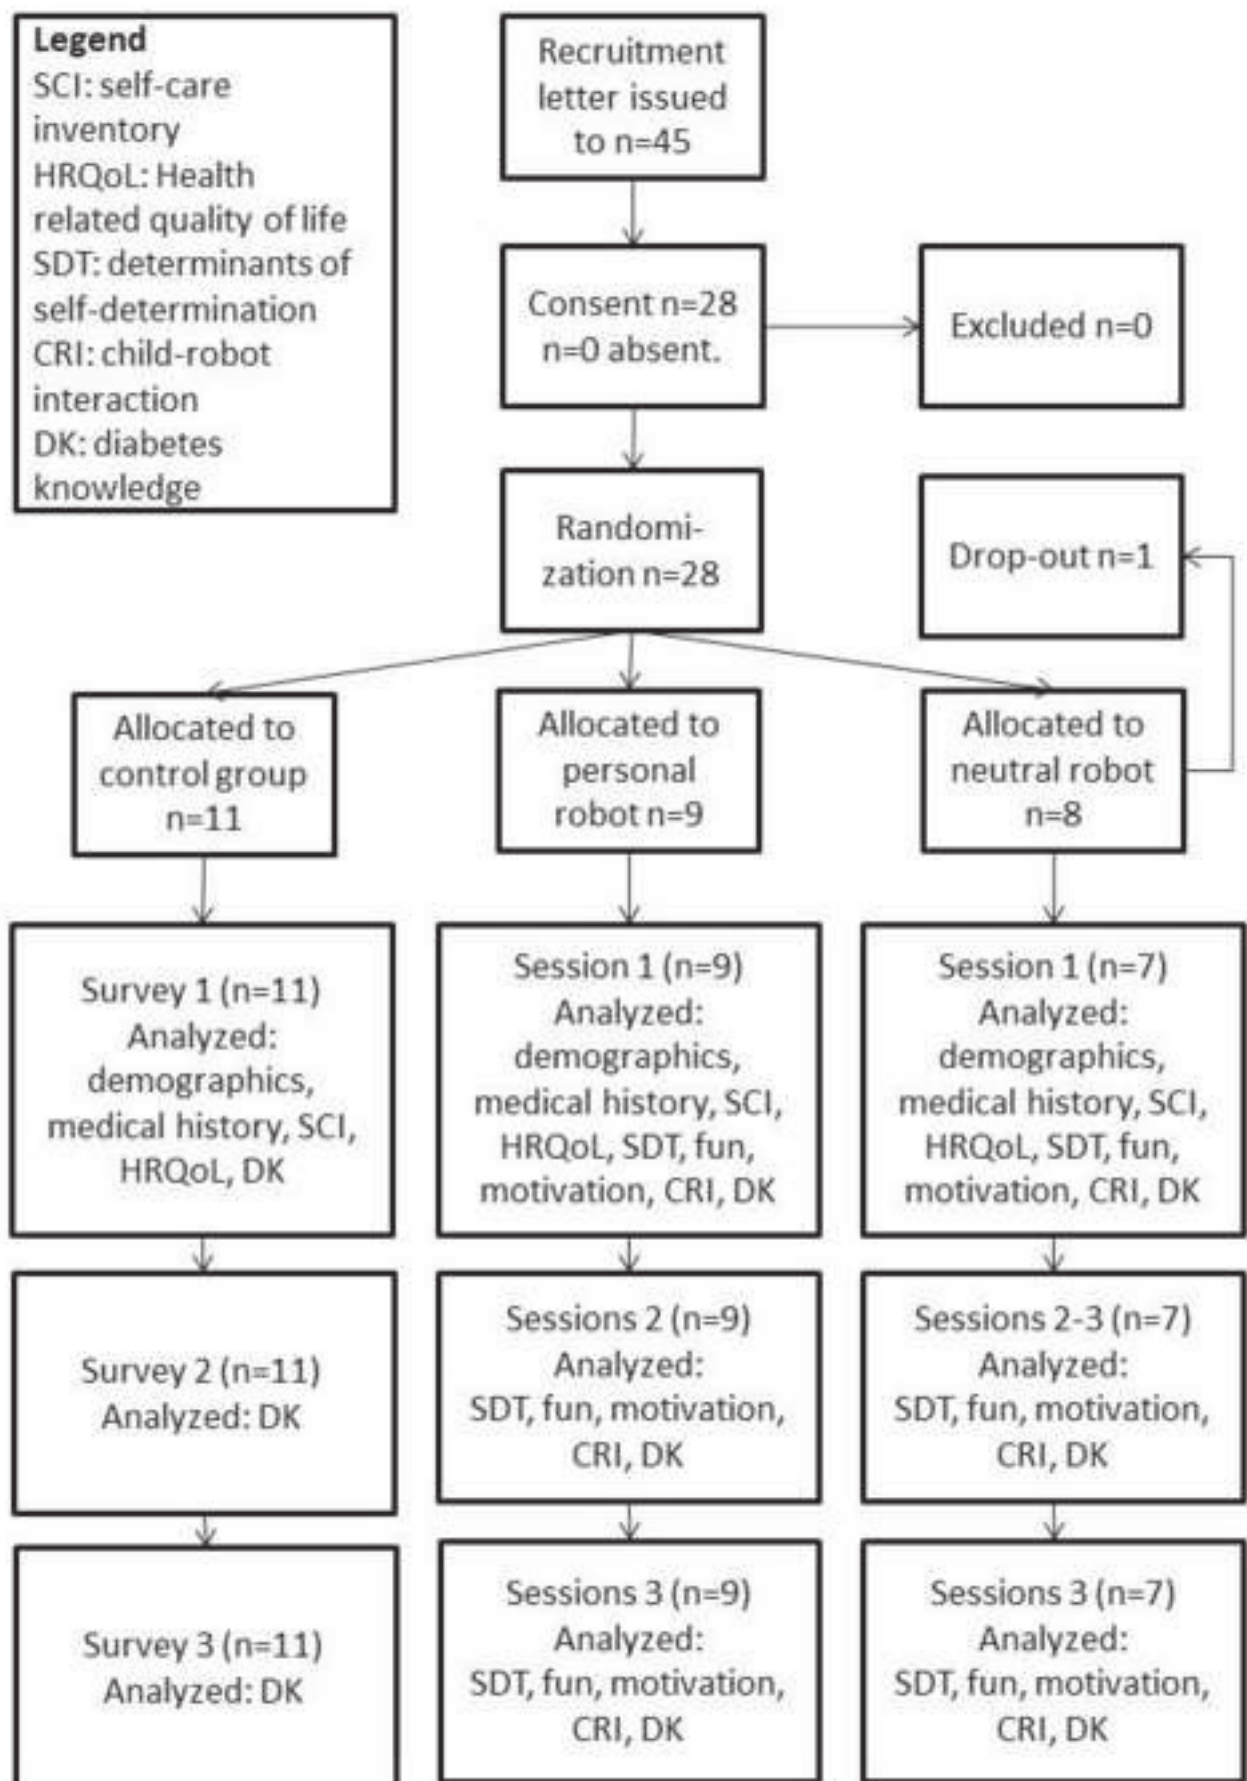 Legend
SCI: self-care
inventory
HRQoL: Health
related quality of life
SDT: determinants of
self-determination
CRI: child-robot
interaction
DK: diabetes
knowledge
Recruitment
letter issued
to n=45
Consent n=28
n=0 absent.
Excluded n=0
Randomi-
zation n=28
Drop-out n=1
Allocated to
control group
n=11
Allocated to
personal
robot n=9
Allocated to
neutral robot
n=8
Survey 1 (n=11)
Analyzed:
demographics,
medical history, SCI,
HRQoL, DK
Session 1 (n=9)
Analyzed:
demographics,
medical history, SCI,
HRQoL, SDT, fun,
motivation, CRI, DK
Session 1 (n=7)
Analyzed:
demographics,
medical history, SCI,
HRQoL, SDT, fun,
motivation, CRI, DK
Survey 2 (n=11)
Analyzed: DK
Sessions 2 (n=9)
Analyzed:
SDT, fun, motivation,
CRI, DK
Sessions 2-3 (n=7)
Analyzed:
SDT, fun, motivation,
CRI, DK
Survey 3 (n=11)
Analyzed: DK
Sessions 3 (n=9)
Analyzed:
SDT, fun, motivation,
CRI, DK
Sessions 3 (n=7)
Analyzed:
SDT, fun, motivation,
CRI, DK